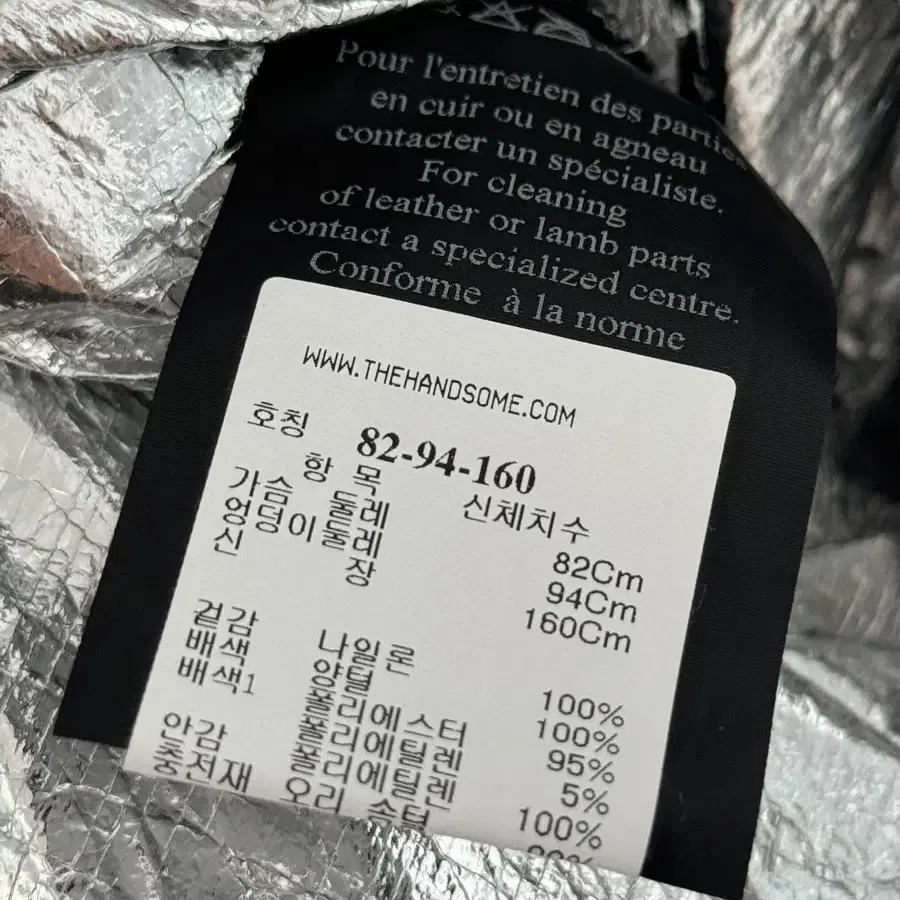 Pour l'entretien des parties
en cuir ou en agneau
contacter un spécialiste.
For cleaning
of leather or lamb parts
contact a specialized centre.
Conforme à la norme
WWW.THEHANDSOME.COM
호칭 82-94-160
항 목 신체치수
가슴 둘레 82Cm
엉덩이 둘레 94Cm
신 장 160Cm
겉감 나일론 100%
배색 양털 100%
배색1 폴리에스터 95%
폴리에틸렌 5%
안감 폴리에틸렌 100%
충전재 오리 솜털